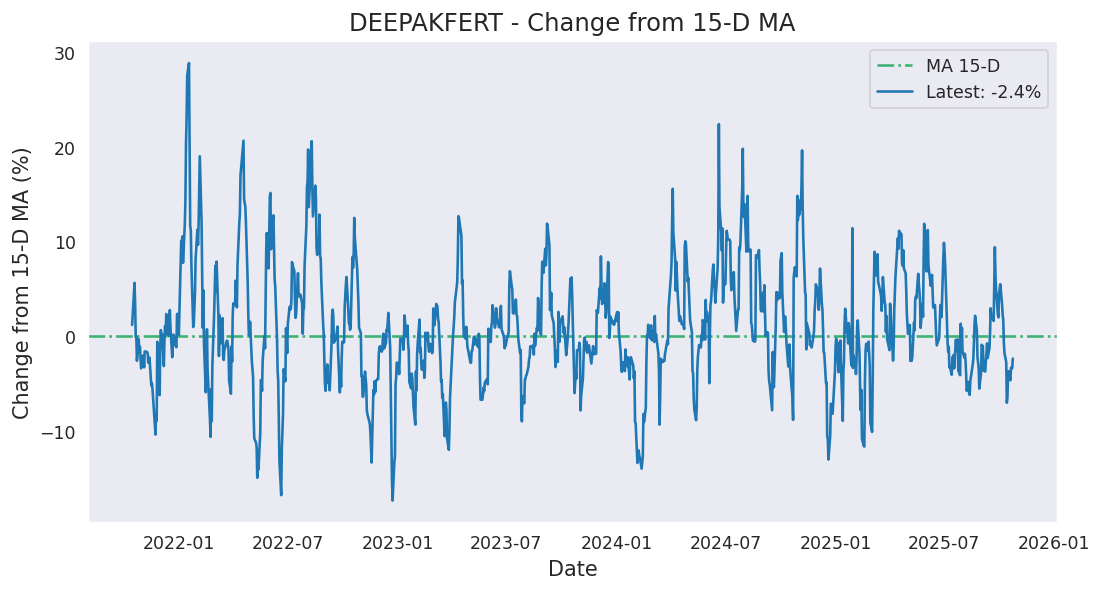 DEEPAKFERT - Change from 15-D MA
MA 15-D
Latest: -2.4%
Change from 15-D MA (%)
30
20
10
0
−10
2022-01 2022-07 2023-01 2023-07 2024-01 2024-07 2025-01 2025-07 2026-01
Date